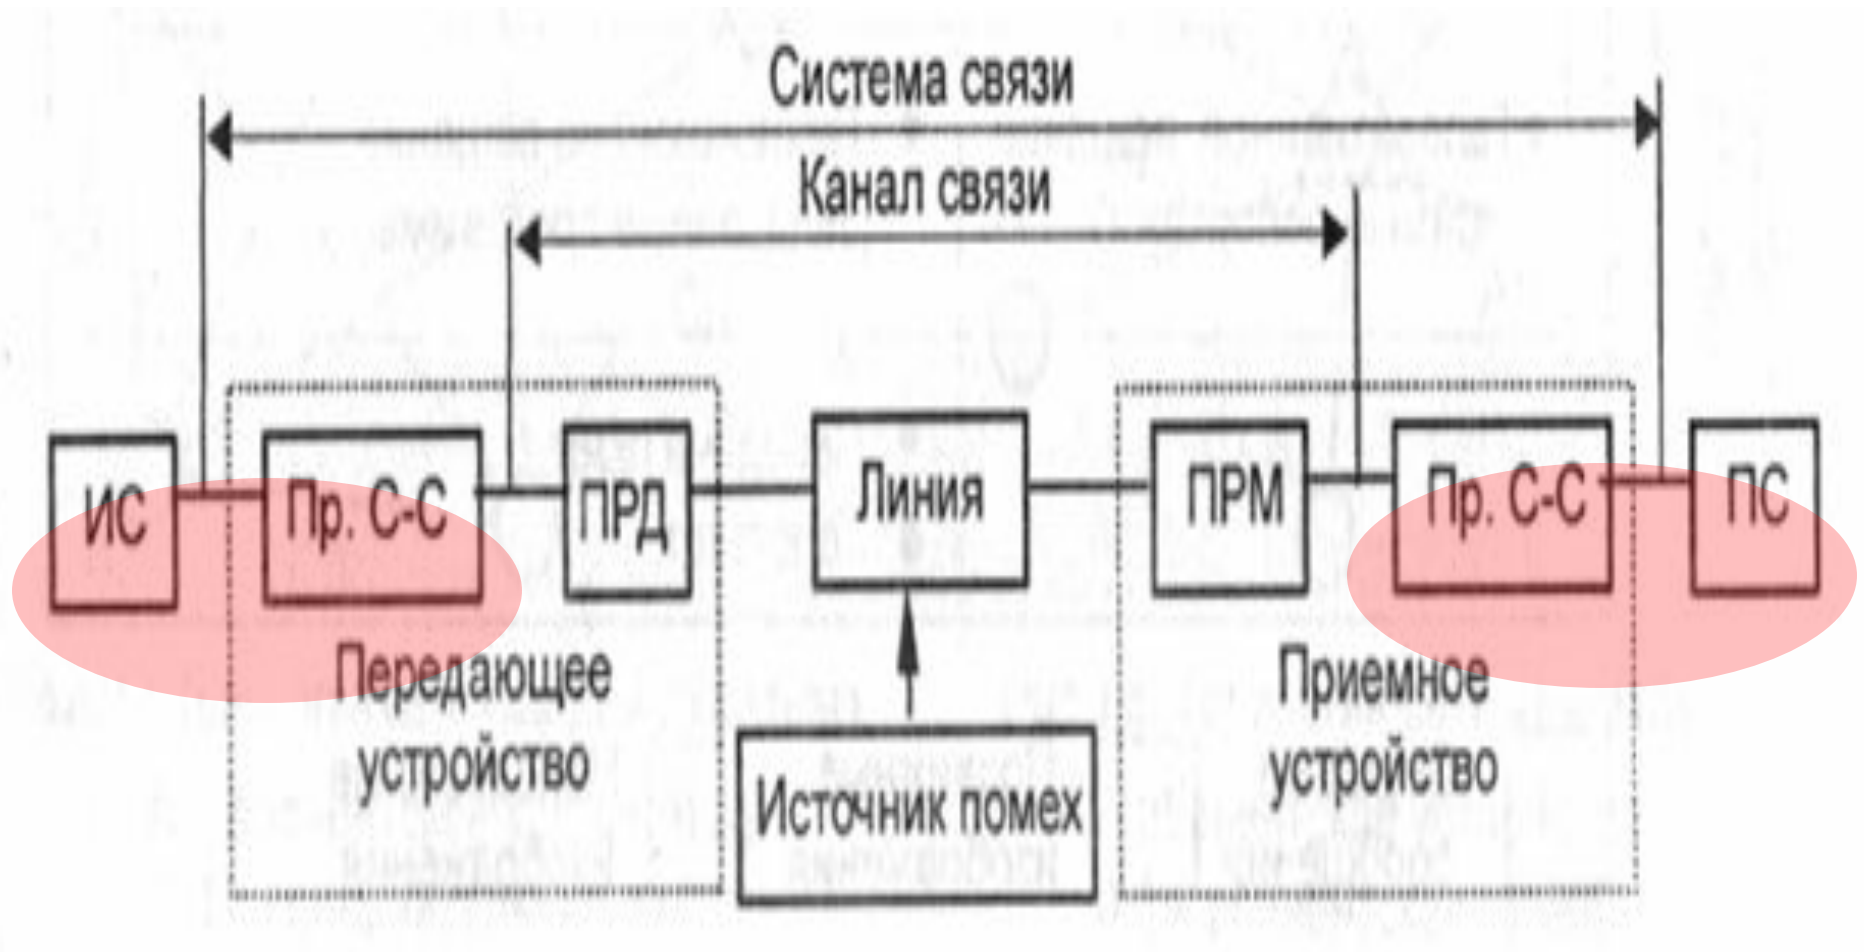 Система связи
Канал связи
ИС
Пр. С-С
ПРД
Линия
ПРМ
Пр. С-С
ПС
Передающее
устройство
Источник помех
Приемное
устройство